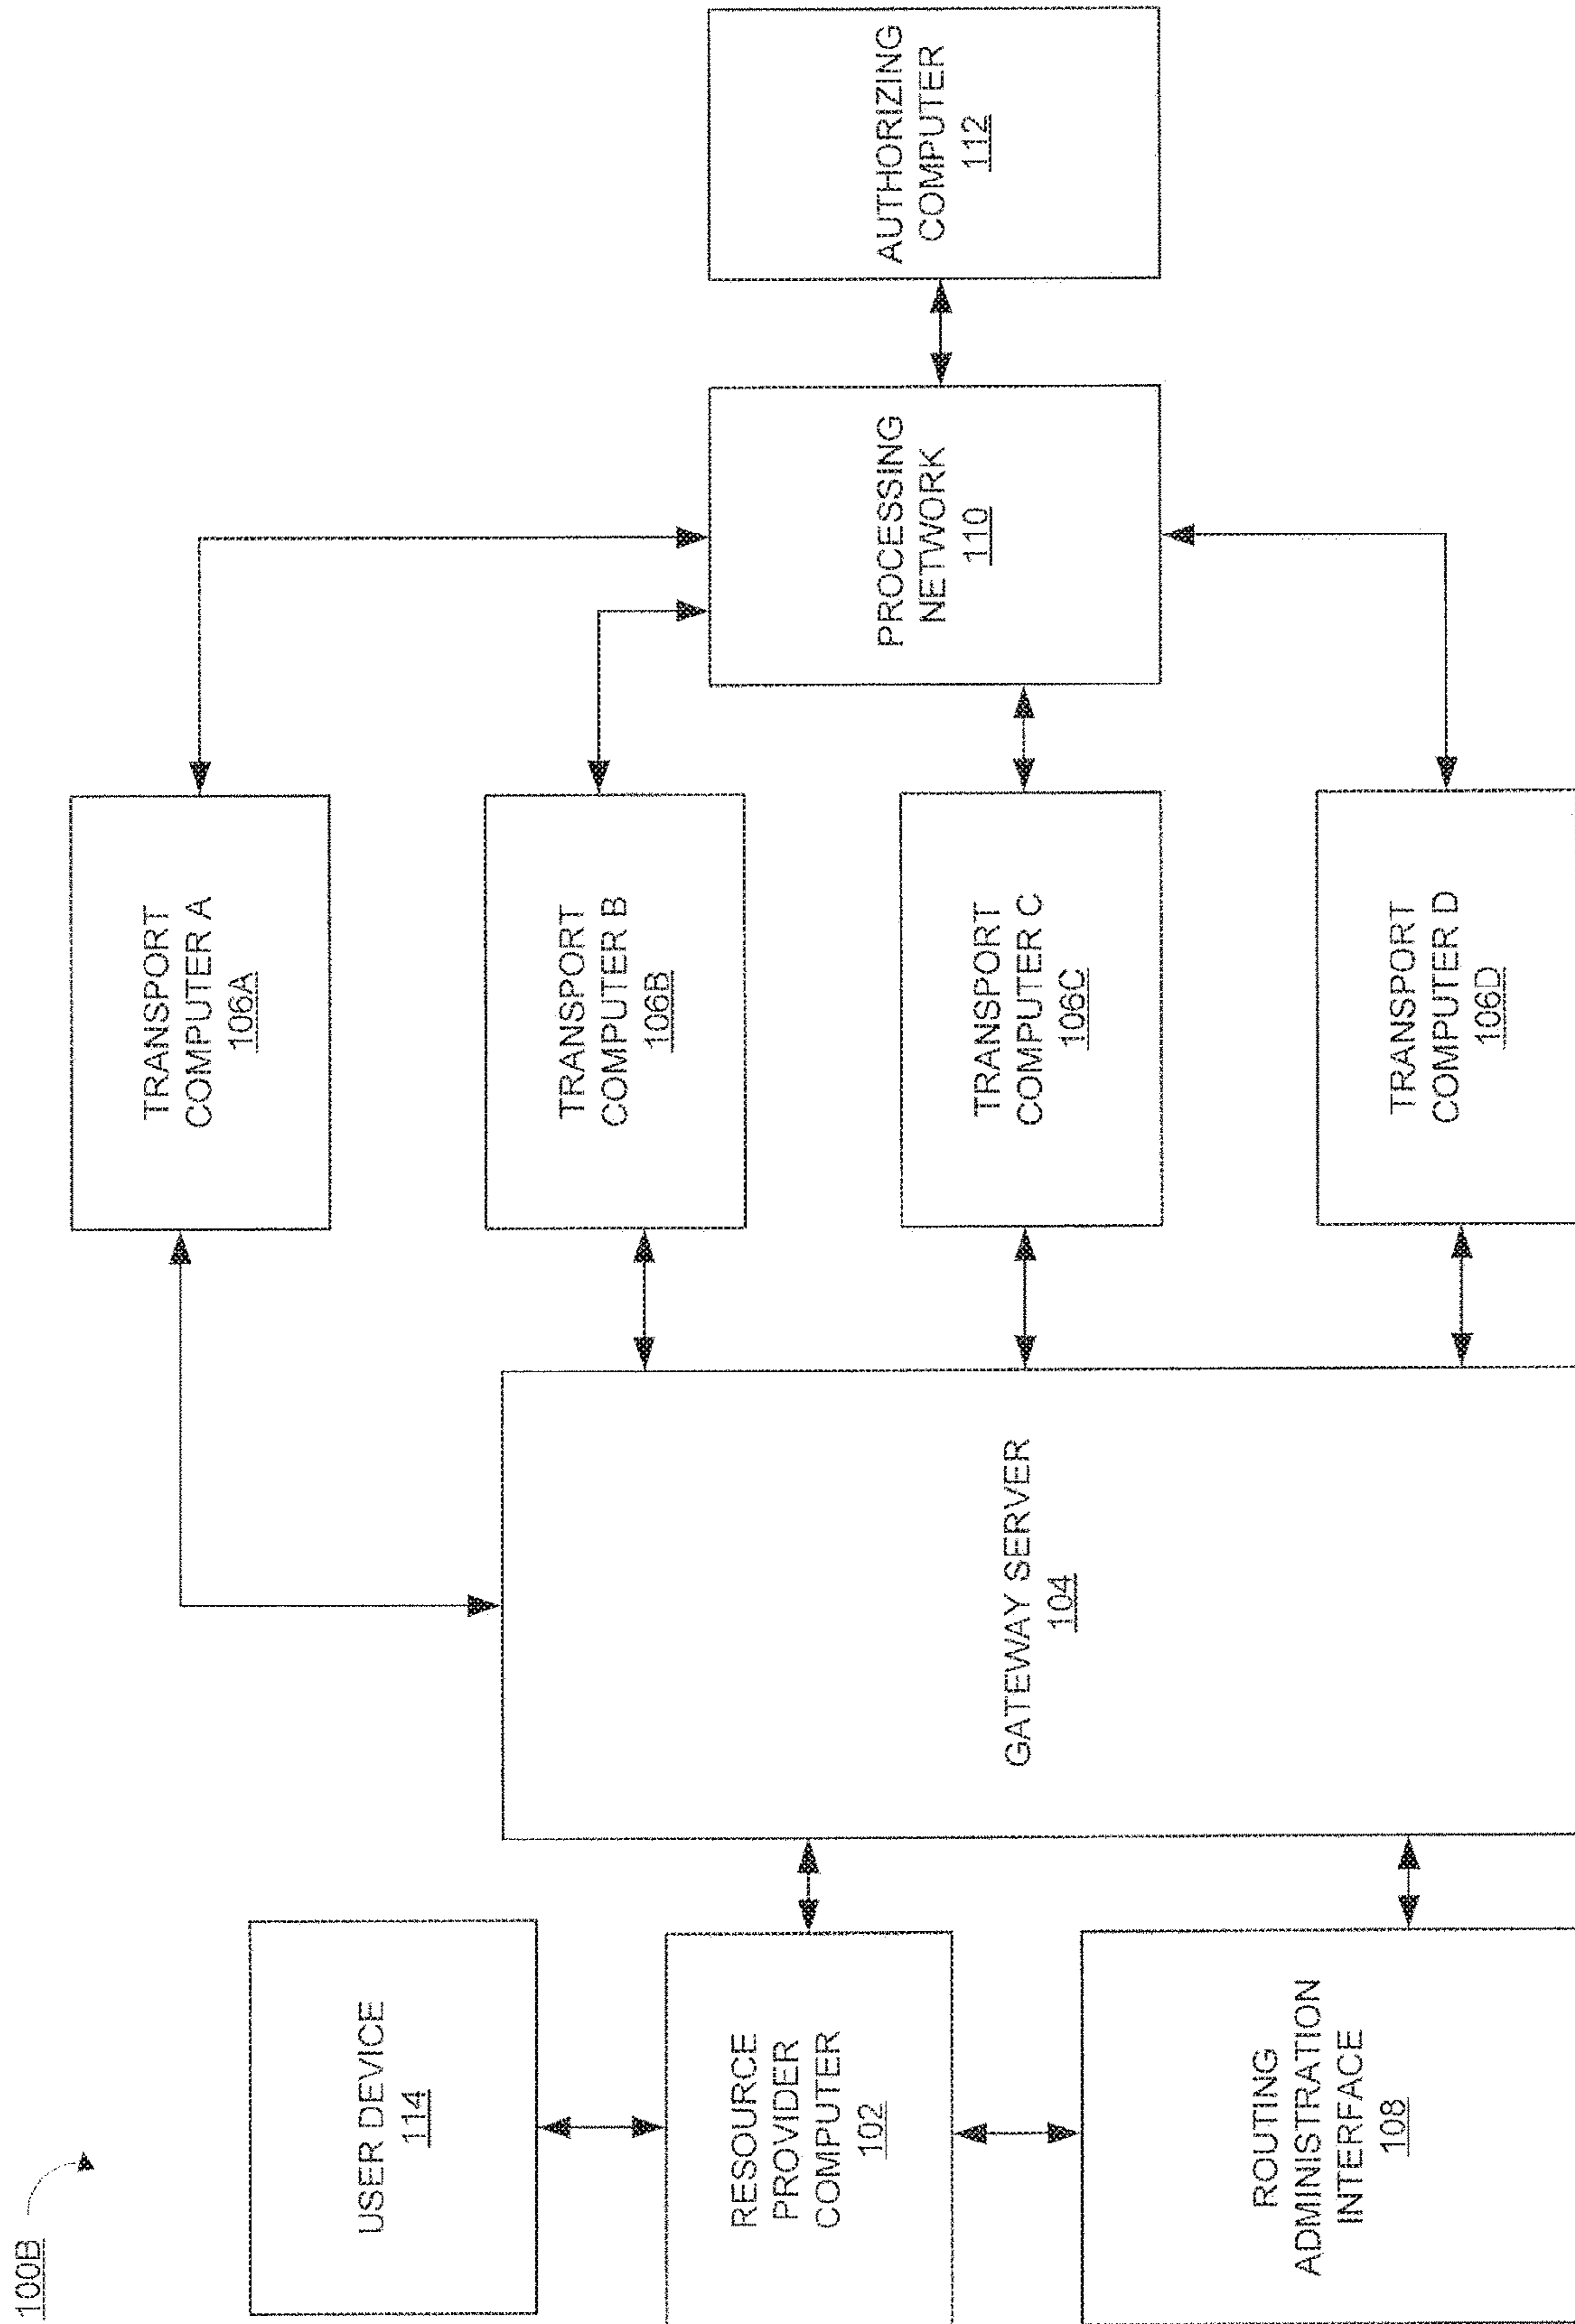 100B
USER DEVICE
114
RESOURCE
PROVIDER
COMPUTER
102
ROUTING
ADMINISTRATION
INTERFACE
108
GATEWAY SERVER
104
TRANSPORT
COMPUTER A
106A
TRANSPORT
COMPUTER B
106B
TRANSPORT
COMPUTER C
106C
TRANSPORT
COMPUTER D
106D
PROCESSING
NETWORK
110
AUTHORIZING
COMPUTER
112